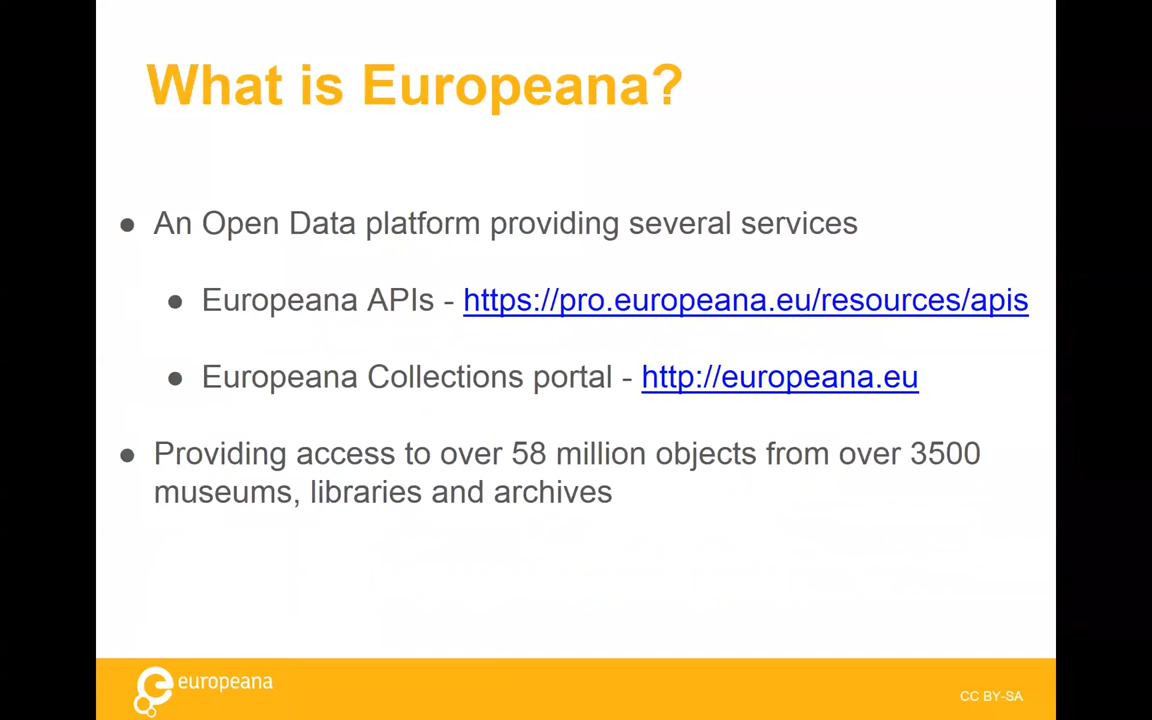 What is Europeana?
● An Open Data platform providing several services
● Europeana APIs - https://pro.europeana.eu/resources/apis
● Europeana Collections portal - http://europeana.eu
● Providing access to over 58 million objects from over 3500
museums, libraries and archives
europeana
CC BY-SA